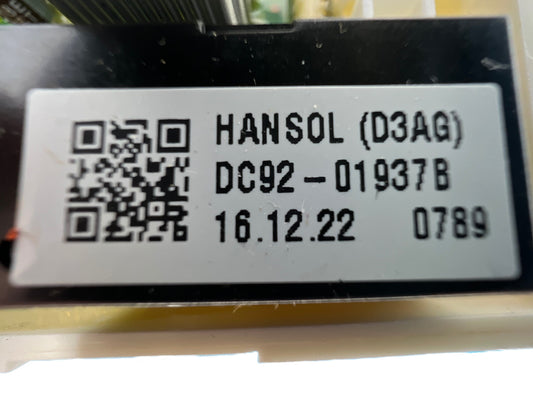 HANSOL (D3AG)
DC92-01937B
16.12.22 0789